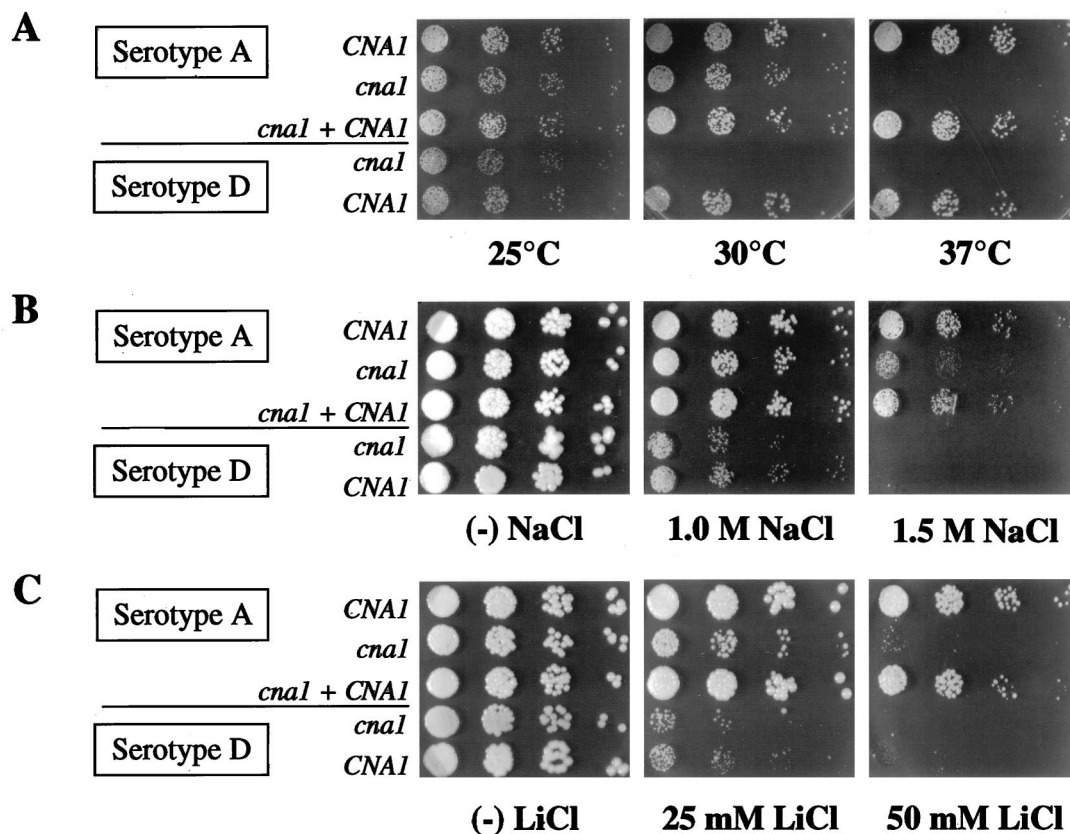 A
Serotype A
CNA1
cna1
cna1 + CNA1
Serotype D
cna1
CNA1
25°C
30°C
37°C
B
Serotype A
CNA1
cna1
cna1 + CNA1
Serotype D
cna1
CNA1
(-) NaCl
1.0 M NaCl
1.5 M NaCl
C
Serotype A
CNA1
cna1
cna1 + CNA1
Serotype D
cna1
CNA1
(-) LiCl
25 mM LiCl
50 mM LiCl